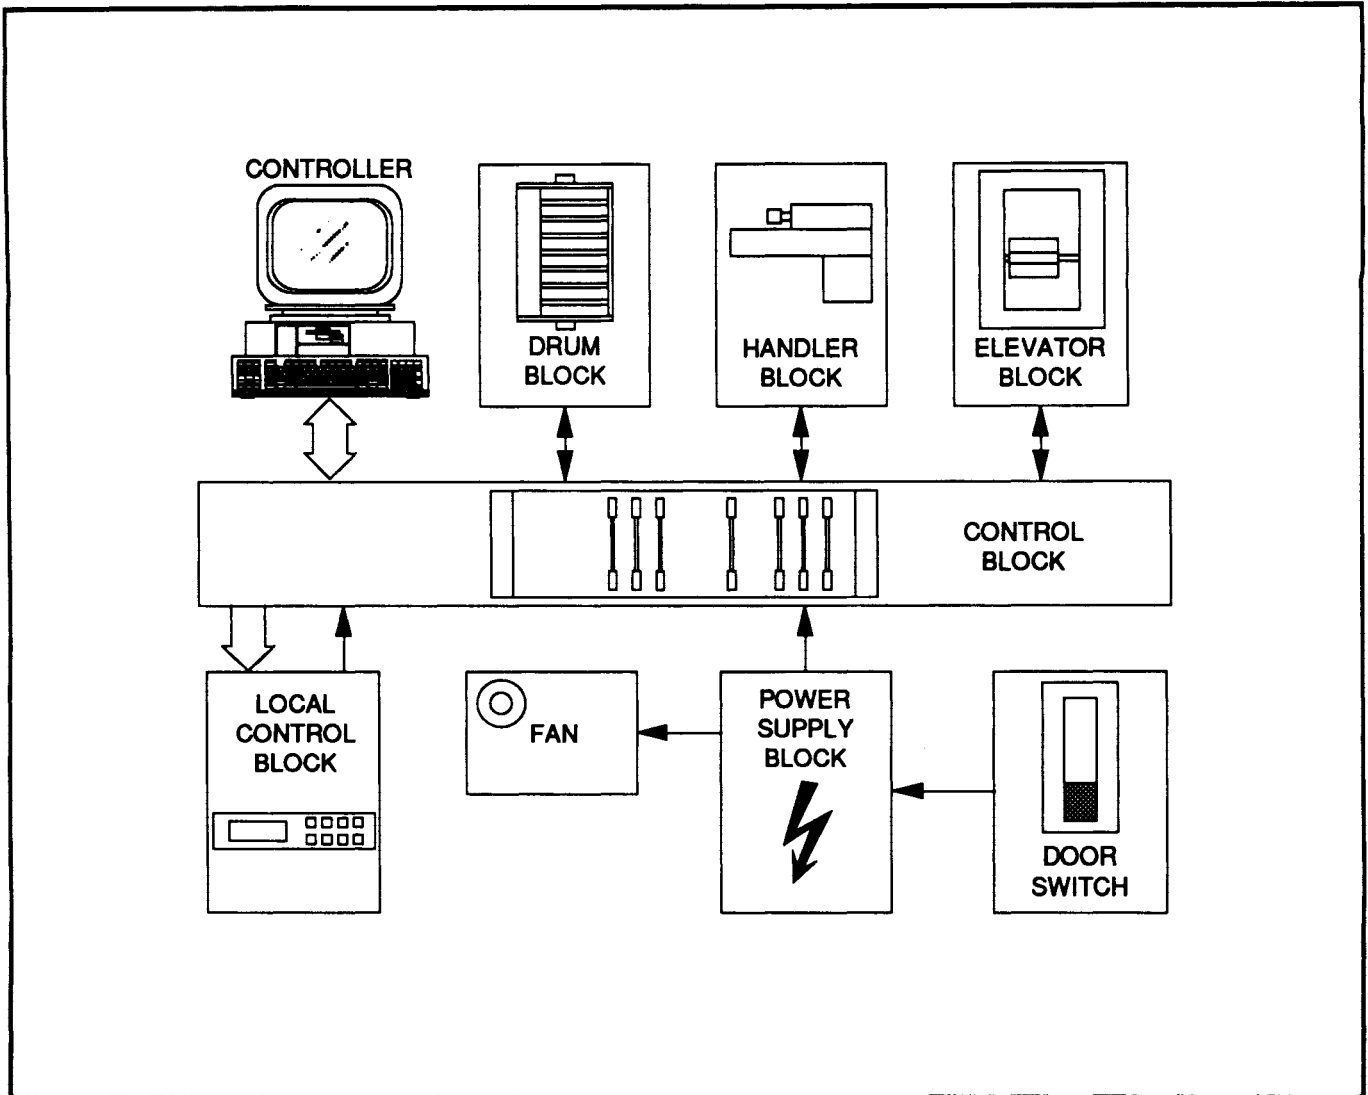 CONTROLLER
DRUM
BLOCK
HANDLER
BLOCK
ELEVATOR
BLOCK
CONTROL
BLOCK
LOCAL
CONTROL
BLOCK
FAN
POWER
SUPPLY
BLOCK
DOOR
SWITCH